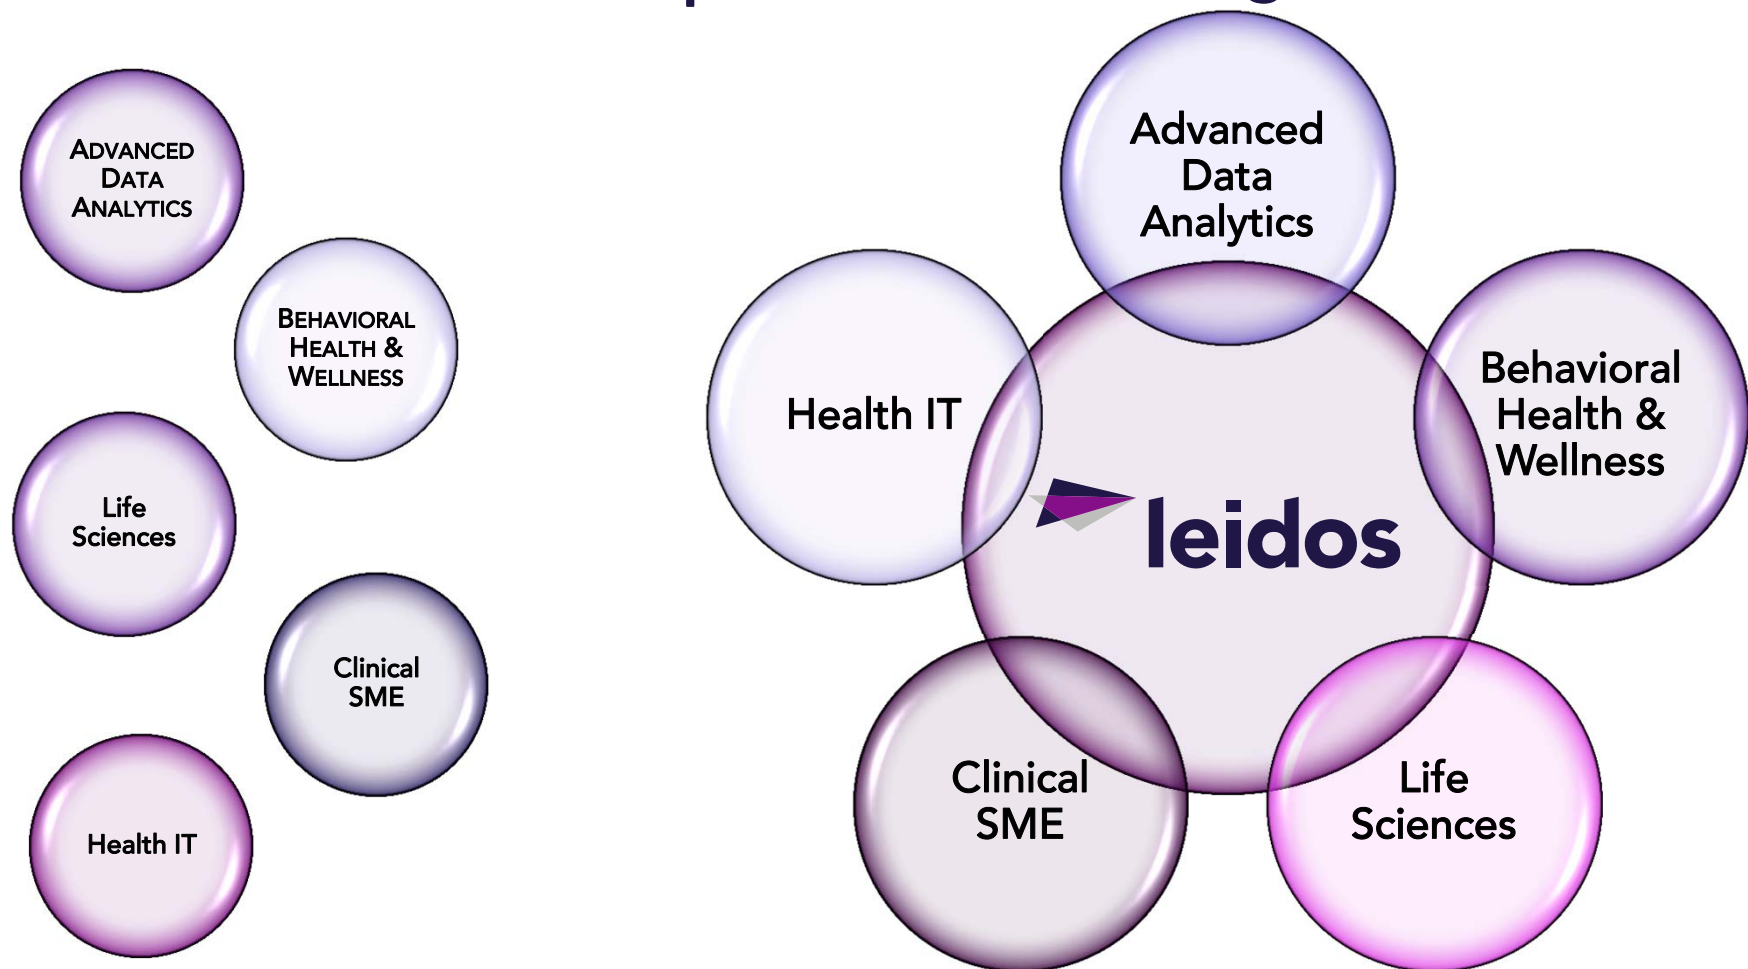 ADVANCED
DATA
ANALYTICS
BEHAVIORAL
HEALTH &
WELLNESS
Life
Sciences
Clinical
SME
Health IT
Advanced
Data
Analytics
Health IT
Behavioral
Health &
Wellness
leidos
Clinical
SME
Life
Sciences